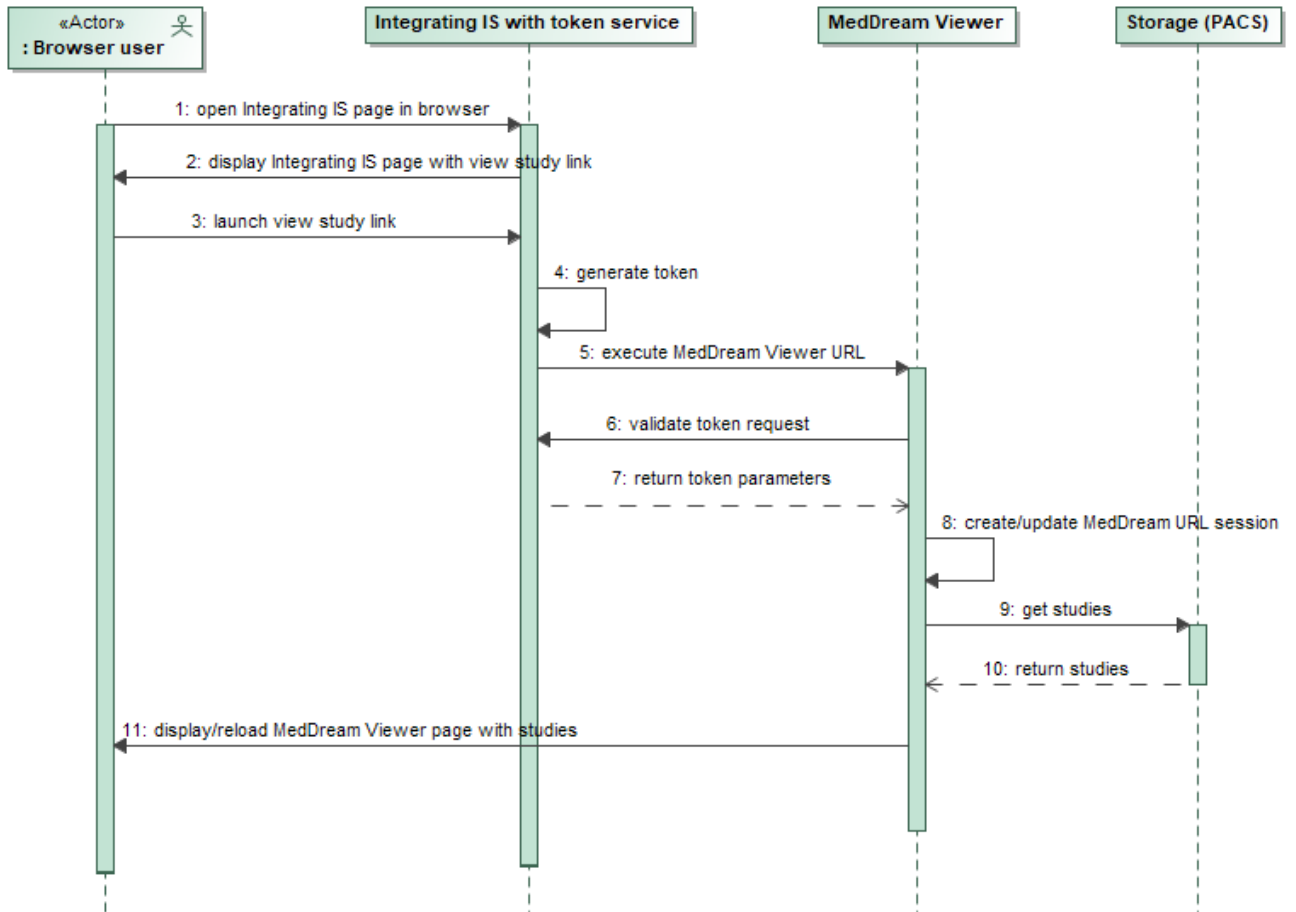 «Actor»
: Browser user
Integrating IS with token service
MedDream Viewer
Storage (PACS)
1: open Integrating IS page in browser
2: display Integrating IS page with view study link
3: launch view study link
4: generate token
5: execute MedDream Viewer URL
6: validate token request
7: return token parameters
8: create/update MedDream URL session
9: get studies
10: return studies
11: display/reload MedDream Viewer page with studies